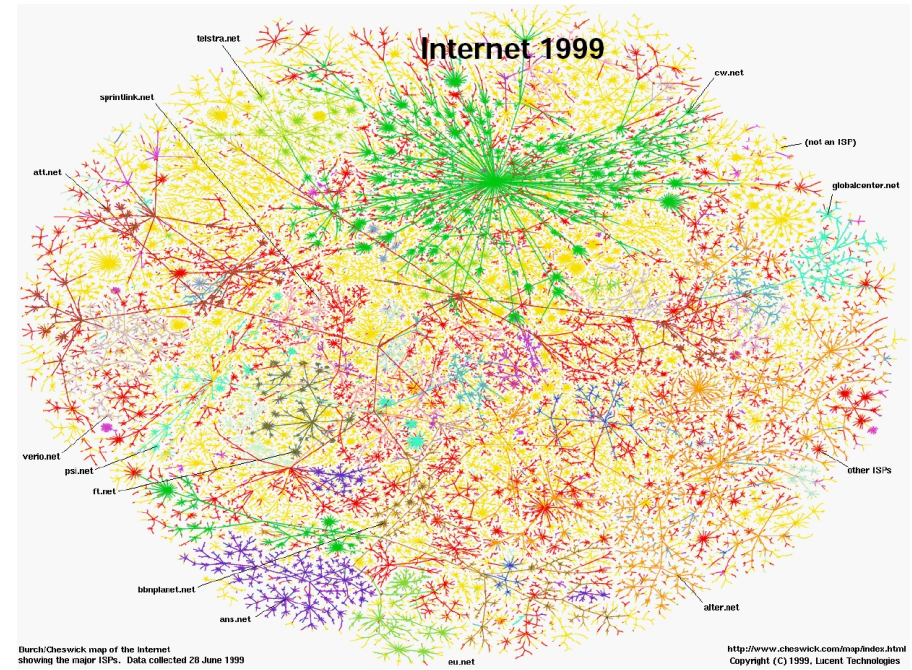 Internet 1999
telstra.net
cw.net
sprintlink.net
(not an ISP)
att.net
globalcenter.net
verio.net
psi.net
other ISPs
ft.net
bbnplanet.net
alter.net
ans.net
eu.net
Burch/Cheswick map of the Internet
showing the major ISPs. Data collected 28 June 1999
http://www.cheswick.com/map/index.html
Copyright (C) 1999, Lucent Technologies